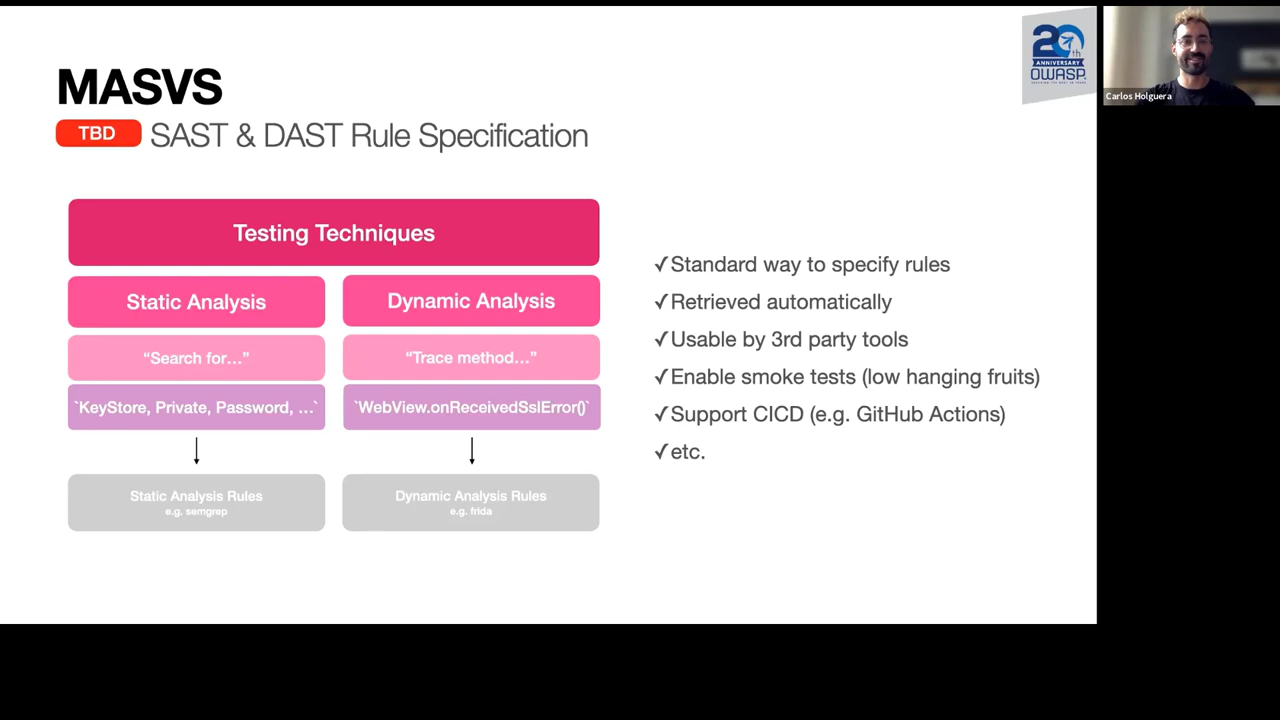 MASVS
TBD SAST & DAST Rule Specification
20th
ANNIVERSARY
OWASP
Carlos Holguera
Testing Techniques
Static Analysis
Dynamic Analysis
“Search for...”
“Trace method...”
`KeyStore, Private, Password, ...`
`WebView.onReceivedSslError()`
Static Analysis Rules
e.g. semgrep
Dynamic Analysis Rules
e.g. frida
✓Standard way to specify rules
✓Retrieved automatically
✓Usable by 3rd party tools
✓Enable smoke tests (low hanging fruits)
✓Support CICD (e.g. GitHub Actions)
✓etc.